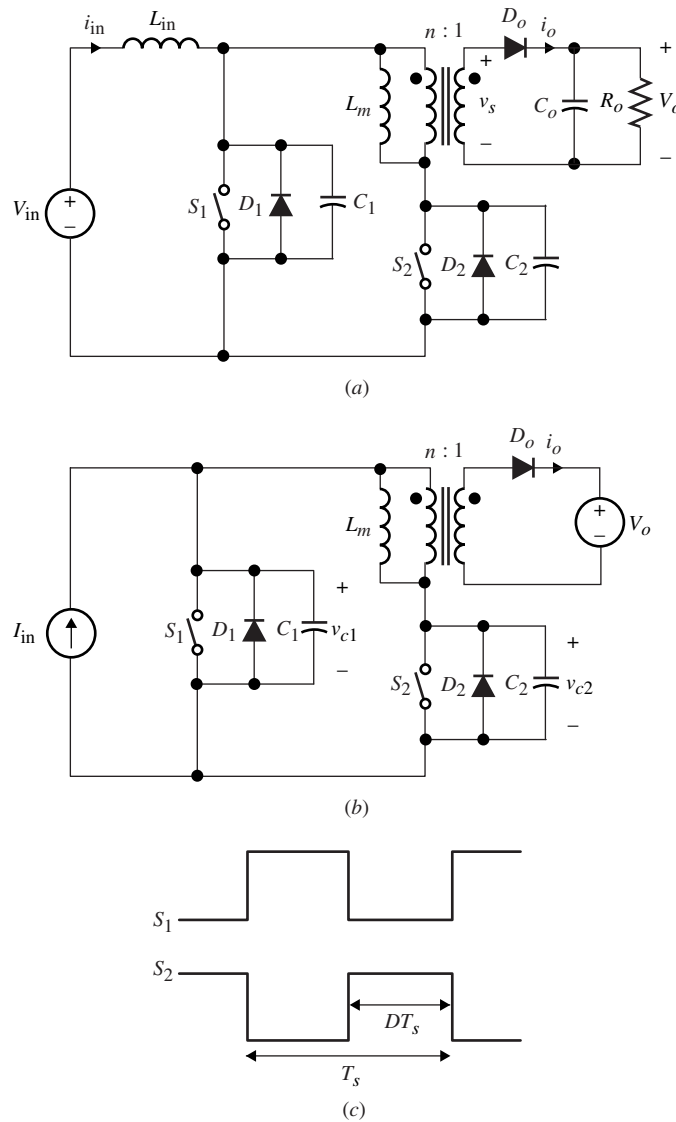 i_in L_in n : 1 D_o i_o
+
L_m + v_s − C_o R_o V_o
−
V_in + − S_1 D_1 C_1
S_2 D_2 C_2
(a)
n : 1 D_o i_o
L_m + − V_o
I_in S_1 D_1 C_1 + v_c1 −
S_2 D_2 C_2 + v_c2 −
(b)
S_1
S_2
DT_s
T_s
(c)